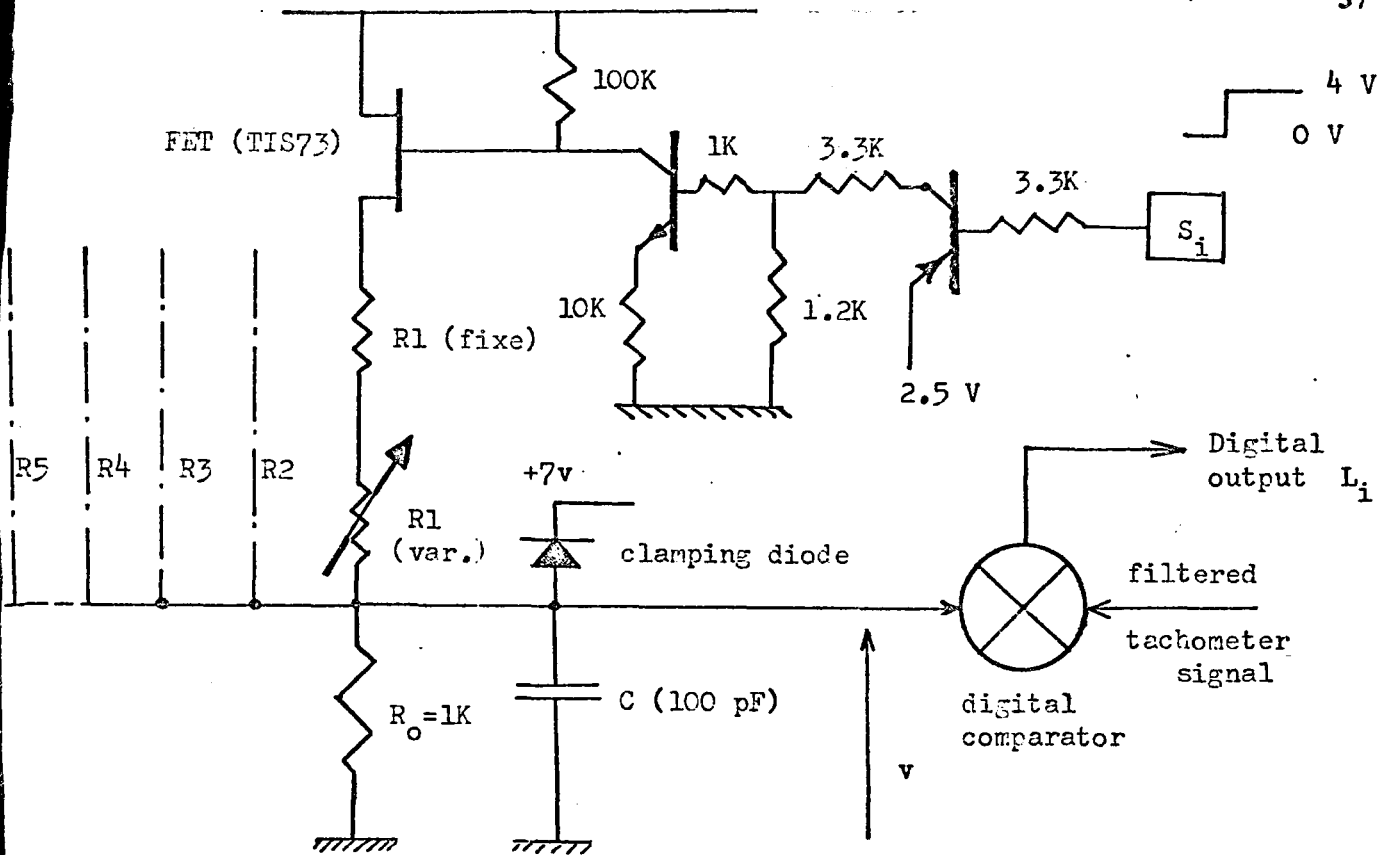 37
100K
4 V
0 V
FET (TIS73)
1K
3.3K
3.3K
S_i
10K
1.2K
R1 (fixe)
2.5 V
R5
R4
R3
R2
+7v
R1
(var.)
clamping diode
Digital
output L_i
filtered
tachometer
signal
R_o=1K
C (100 pF)
digital
comparator
v